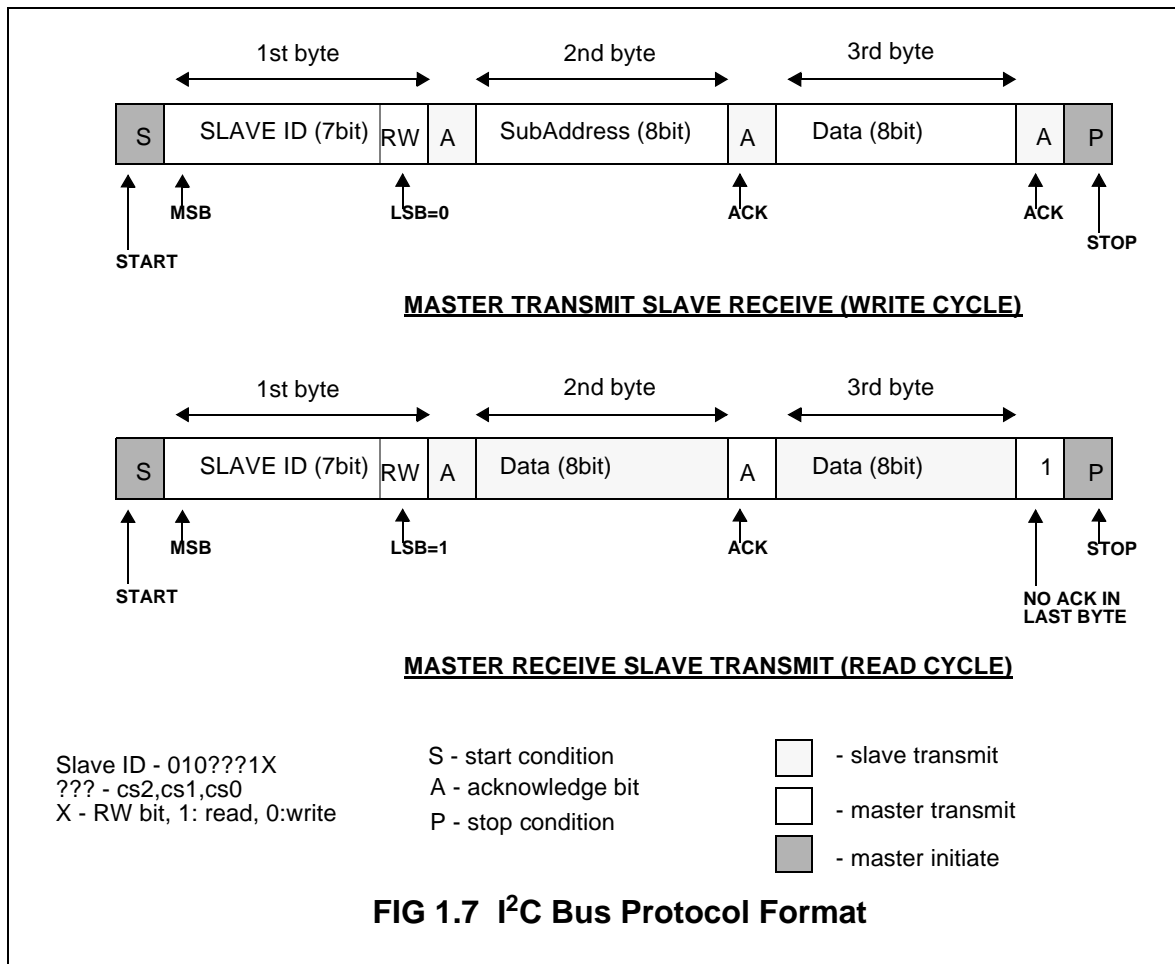 1st byte 2nd byte 3rd byte
S SLAVE ID (7bit) RW A SubAddress (8bit) A Data (8bit) A P
MSB LSB=0 ACK ACK
STOP
START
MASTER TRANSMIT SLAVE RECEIVE (WRITE CYCLE)
1st byte 2nd byte 3rd byte
S SLAVE ID (7bit) RW A Data (8bit) A Data (8bit) 1 P
MSB LSB=1 ACK STOP
START
NO ACK IN
LAST BYTE
MASTER RECEIVE SLAVE TRANSMIT (READ CYCLE)
Slave ID - 010???1X
??? - cs2,cs1,cs0
X - RW bit, 1: read, 0:write
S - start condition
A - acknowledge bit
P - stop condition
- slave transmit
- master transmit
- master initiate
FIG 1.7 I²C Bus Protocol Format